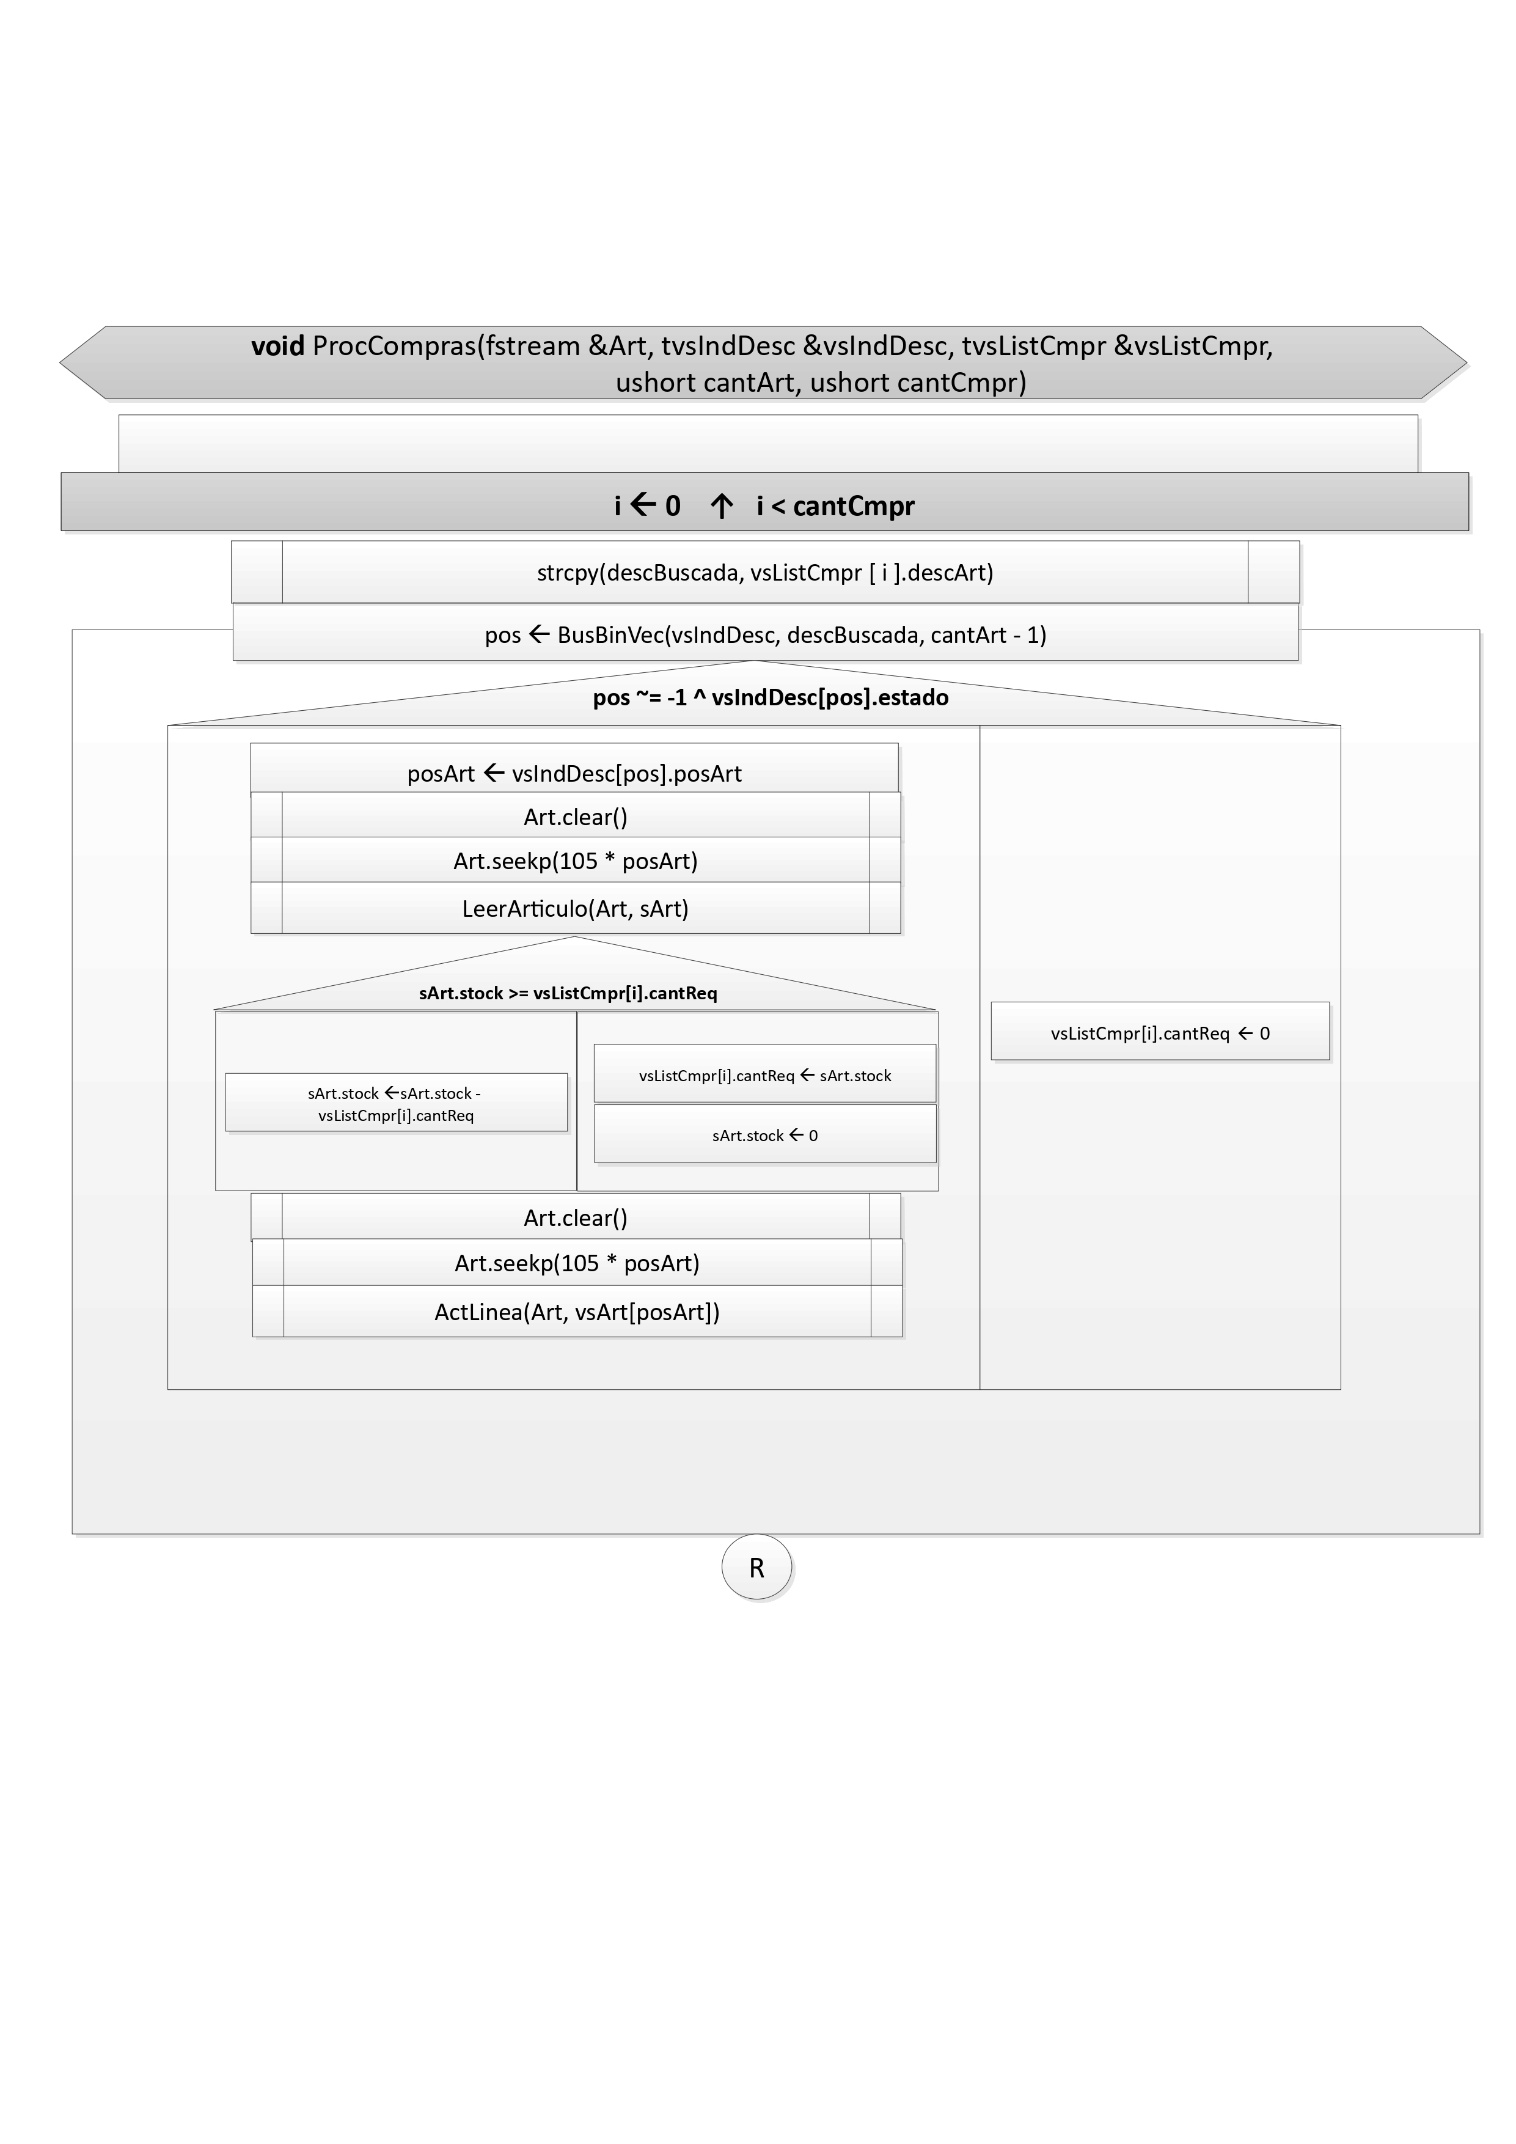 void ProcCompras(fstream &Art, tvsIndDesc &vsIndDesc, tvsListCmpr &vsListCmpr,
ushort cantArt, ushort cantCmpr)
i ← 0 ↑ i < cantCmpr
strcpy(descBuscada, vsListCmpr [ i ].descArt)
pos ← BusBinVec(vsIndDesc, descBuscada, cantArt - 1)
pos ~= -1 ^ vsIndDesc[pos].estado
posArt ← vsIndDesc[pos].posArt
Art.clear()
Art.seekp(105 * posArt)
LeerArticulo(Art, sArt)
sArt.stock >= vsListCmpr[i].cantReq
sArt.stock ←sArt.stock -
vsListCmpr[i].cantReq
vsListCmpr[i].cantReq ← sArt.stock
sArt.stock ← 0
Art.clear()
Art.seekp(105 * posArt)
ActLinea(Art, vsArt[posArt])
vsListCmpr[i].cantReq ← 0
R